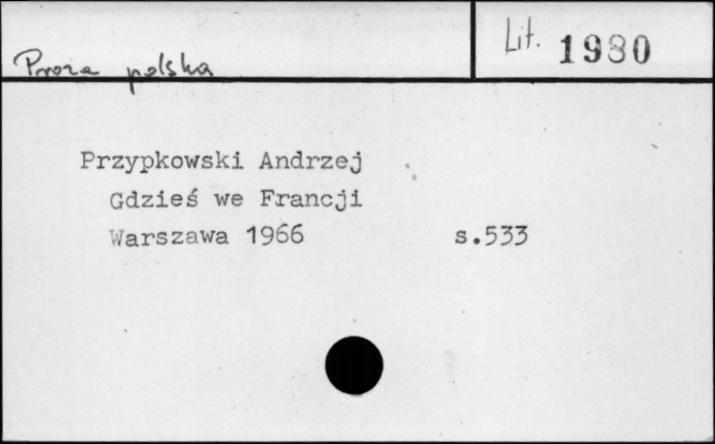 Proza polska
Lit. 1980
Przypkowski Andrzej
Gdzieś we Francji
Warszawa 1966 s.533